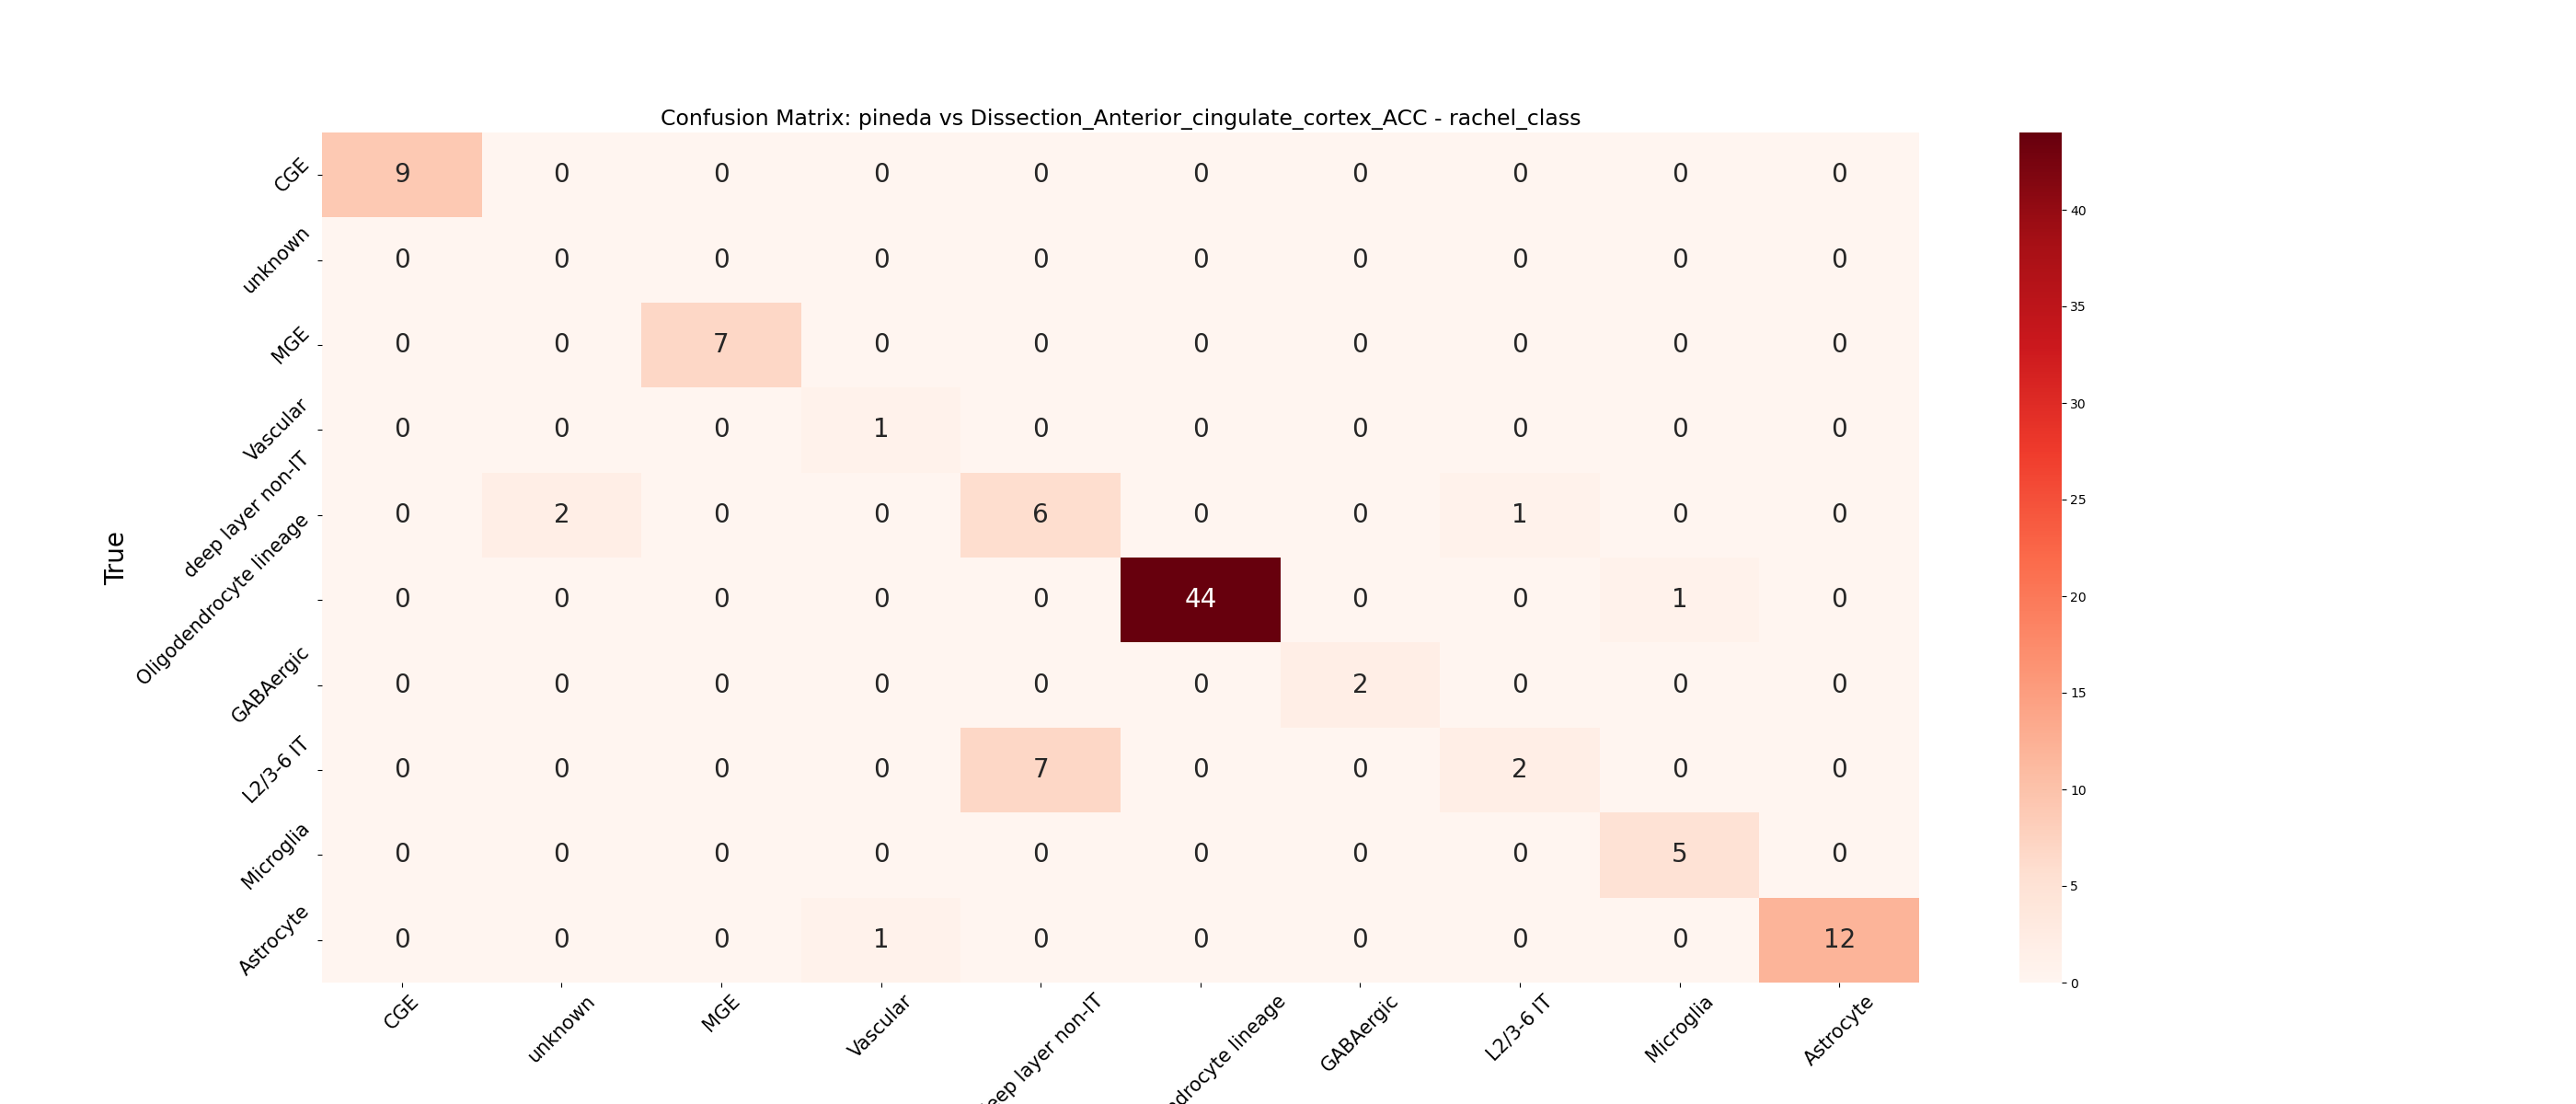 Confusion Matrix: pineda vs Dissection_Anterior_cingulate_cortex_ACC - rachel_class
True
CGE 9 0 0 0 0 0 0 0 0 0
unknown 0 0 0 0 0 0 0 0 0 0
MGE 0 0 7 0 0 0 0 0 0 0
Vascular 0 0 0 1 0 0 0 0 0 0
deep layer non-IT 0 2 0 0 6 0 0 1 0 0
Oligodendrocyte lineage 0 0 0 0 0 44 0 0 1 0
GABAergic 0 0 0 0 0 0 2 0 0 0
L2/3-6 IT 0 0 0 0 7 0 0 2 0 0
Microglia 0 0 0 0 0 0 0 0 5 0
Astrocyte 0 0 0 1 0 0 0 0 0 12
CGE unknown MGE Vascular eep layer non-IT drocyte lineage GABAergic L2/3-6 IT Microglia Astrocyte
40
35
30
25
20
15
10
5
0